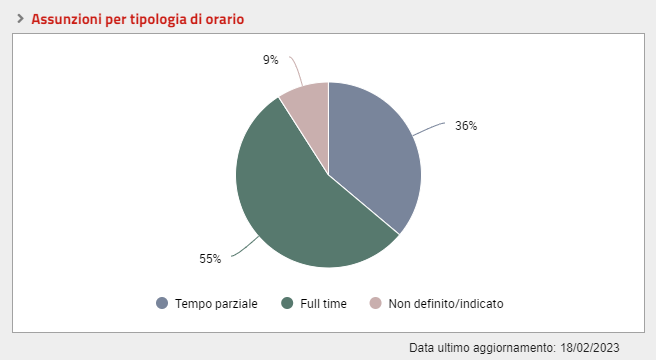 Assunzioni per tipologia di orario
9%
36%
55%
Tempo parziale Full time Non definito/indicato
Data ultimo aggiornamento: 18/02/2023